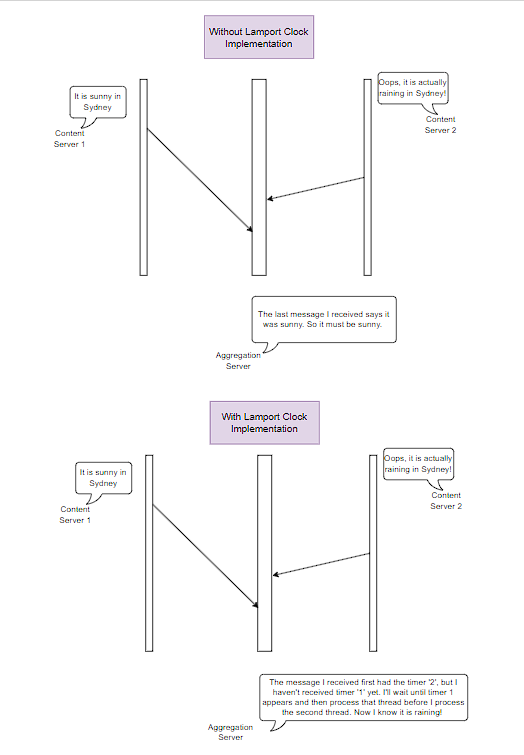 Without Lamport Clock
Implementation
It is sunny in
Sydney
Oops, it is actually
raining in Sydney!
Content
Server 1
Content
Server 2
The last message I received says it
was sunny. So it must be sunny.
Aggregation
Server
With Lamport Clock
Implementation
It is sunny in
Sydney
Oops, it is actually
raining in Sydney!
Content
Server 1
Content
Server 2
The message I received first had the timer '2', but I
haven't received timer '1' yet. I'll wait until timer 1
appears and then process that thread before I process
the second thread. Now I know it is raining!
Aggregation
Server